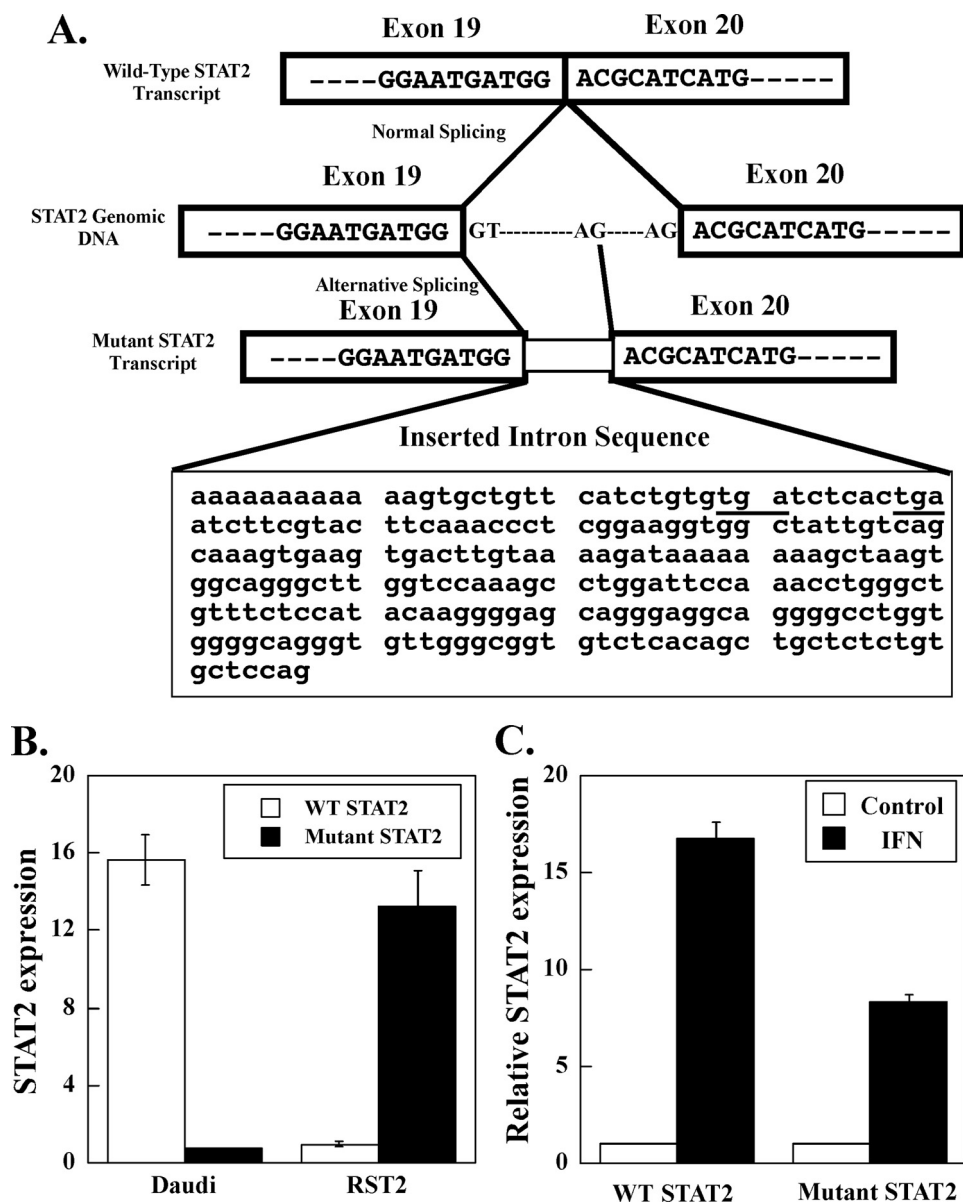 A.
Exon 19 Exon 20
Wild-Type STAT2
Transcript
----GGAATGATGG ACGCATCATG-----
Normal Splicing
Exon 19 Exon 20
STAT2 Genomic
DNA
----GGAATGATGG GT----------AG-----AG ACGCATCATG-----
Alternative Splicing
Exon 19 Exon 20
Mutant STAT2
Transcript
----GGAATGATGG ACGCATCATG-----
Inserted Intron Sequence
aaaaaaaaaa aagtgctgtt catctgtgtg atctcactga
atcttcgtac ttcaaaccct cggaaggtgg ctattgtcag
caaagtgaag tgacttgtaa aagataaaaa aaagctaagt
ggcagggctt ggtccaaagc ctggattcca aacctgggct
gtttctccat acaaggggag cagggaggca ggggcctggt
ggggcagggt gttgggcggt gtctcacagc tgctctctgt
gctccag
B.
STAT2 expression
20
16
12
8
4
0
WT STAT2
Mutant STAT2
Daudi RST2
C.
Relative STAT2 expression
20
15
10
5
0
Control
IFN
WT STAT2 Mutant STAT2